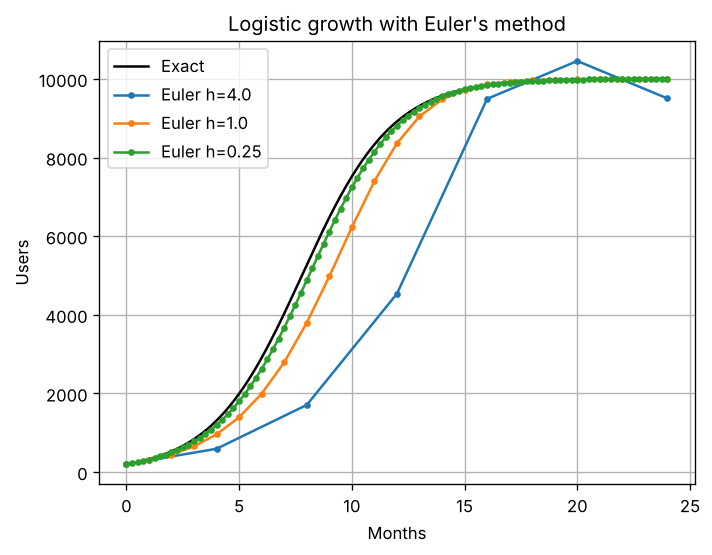 Logistic growth with Euler's method
Exact
Euler h=4.0
Euler h=1.0
Euler h=0.25
10000
8000
6000
4000
2000
0
Users
0 5 10 15 20 25
Months